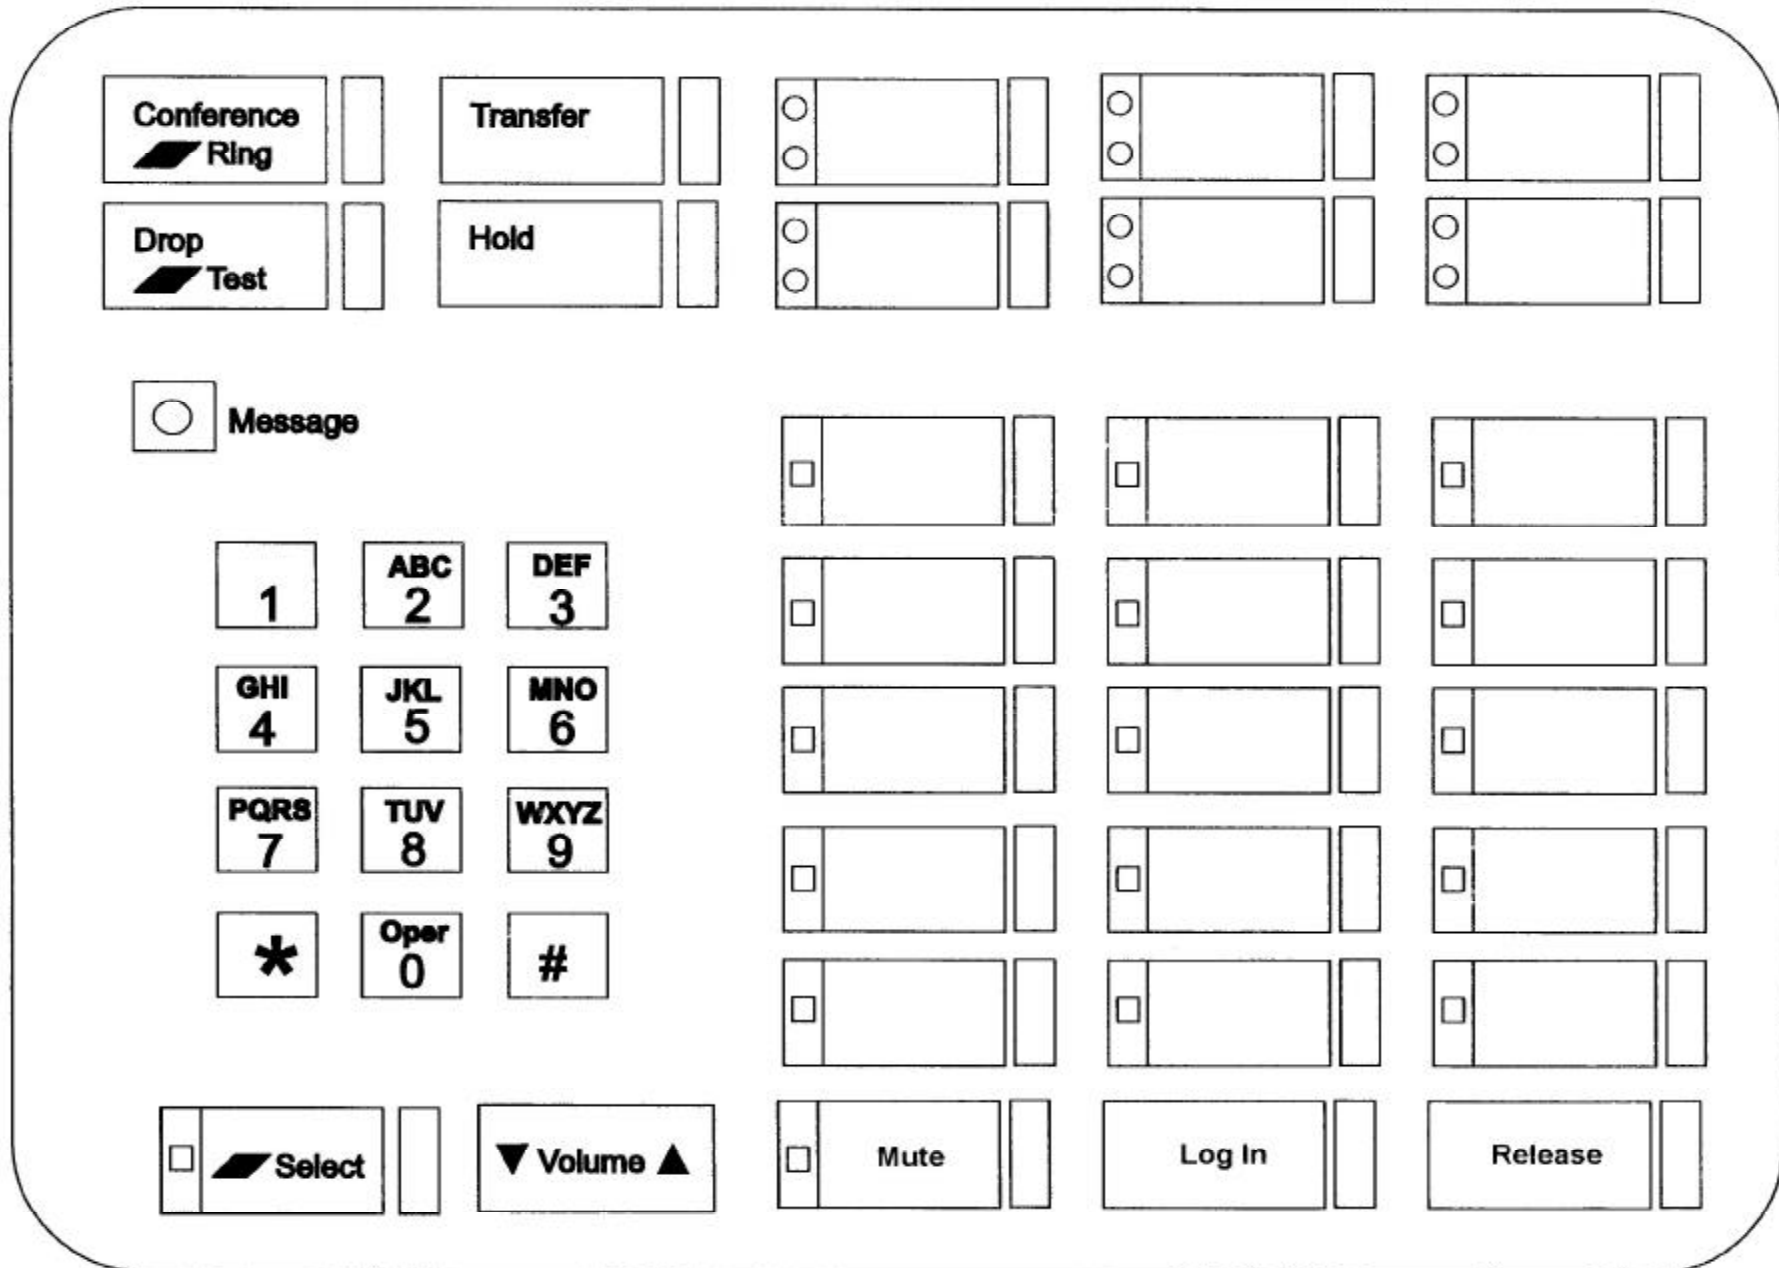 Conference
Ring
Transfer
Drop
Test
Hold
Message
1
ABC
2
DEF
3
GHI
4
JKL
5
MNO
6
PQRS
7
TUV
8
WXYZ
9
*
Oper
0
#
Select
▼ Volume ▲
Mute
Log In
Release